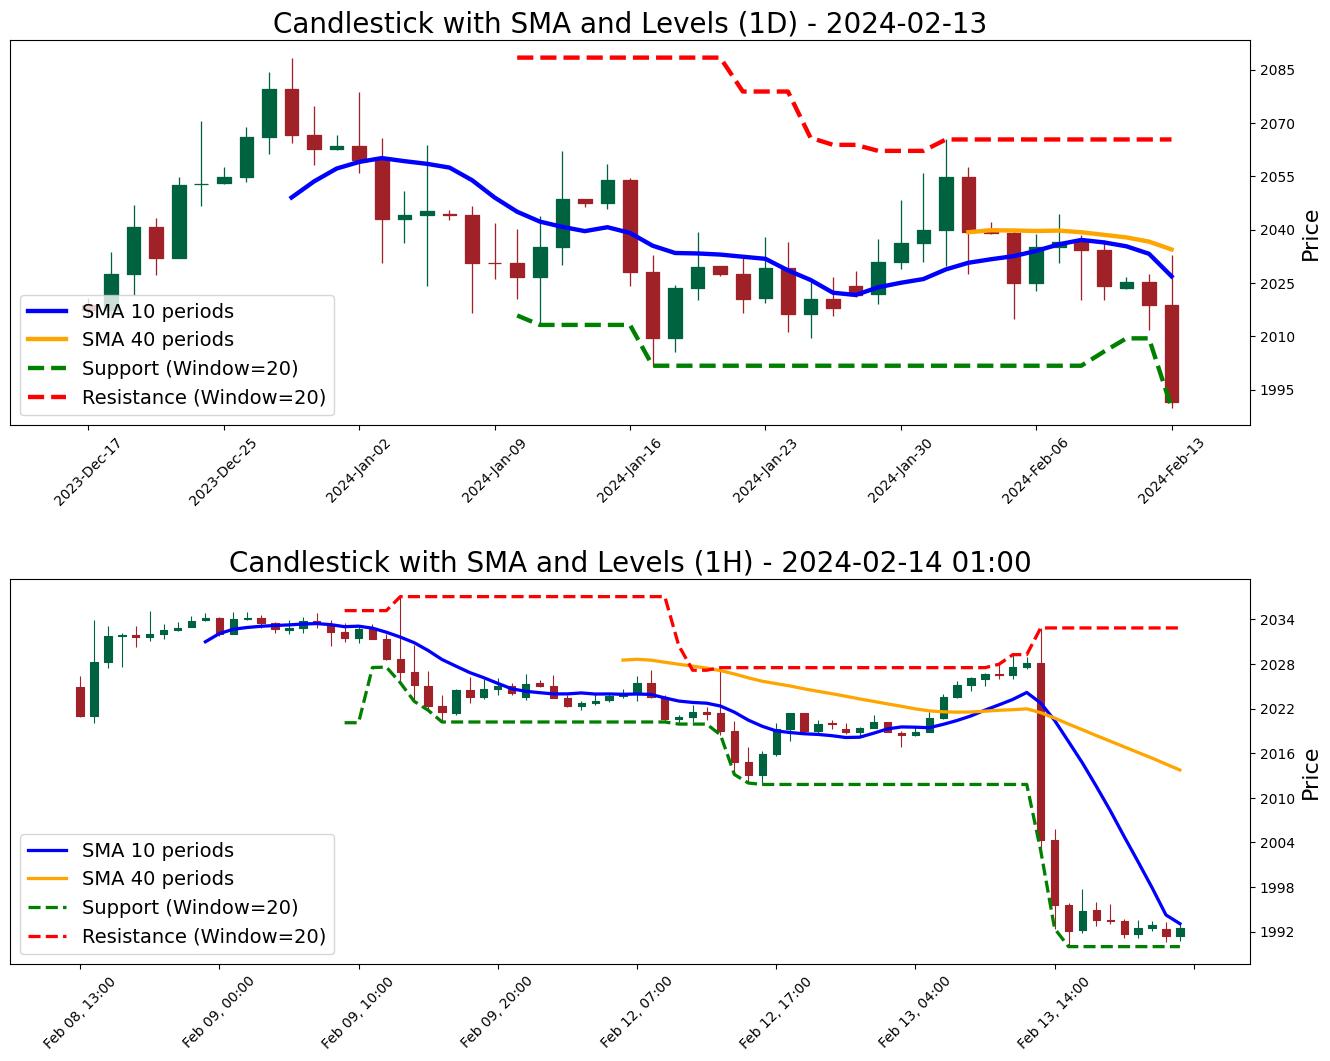 Candlestick with SMA and Levels (1D) - 2024-02-13
2085
2070
2055
2040
2025
2010
1995
Price
SMA 10 periods
SMA 40 periods
Support (Window=20)
Resistance (Window=20)
2023-Dec-17
2023-Dec-25
2024-Jan-02
2024-Jan-09
2024-Jan-16
2024-Jan-23
2024-Jan-30
2024-Feb-06
2024-Feb-13
Candlestick with SMA and Levels (1H) - 2024-02-14 01:00
2034
2028
2022
2016
2010
2004
1998
1992
Price
SMA 10 periods
SMA 40 periods
Support (Window=20)
Resistance (Window=20)
Feb 08, 13:00
Feb 09, 00:00
Feb 09, 10:00
Feb 09, 20:00
Feb 12, 07:00
Feb 12, 17:00
Feb 13, 04:00
Feb 13, 14:00